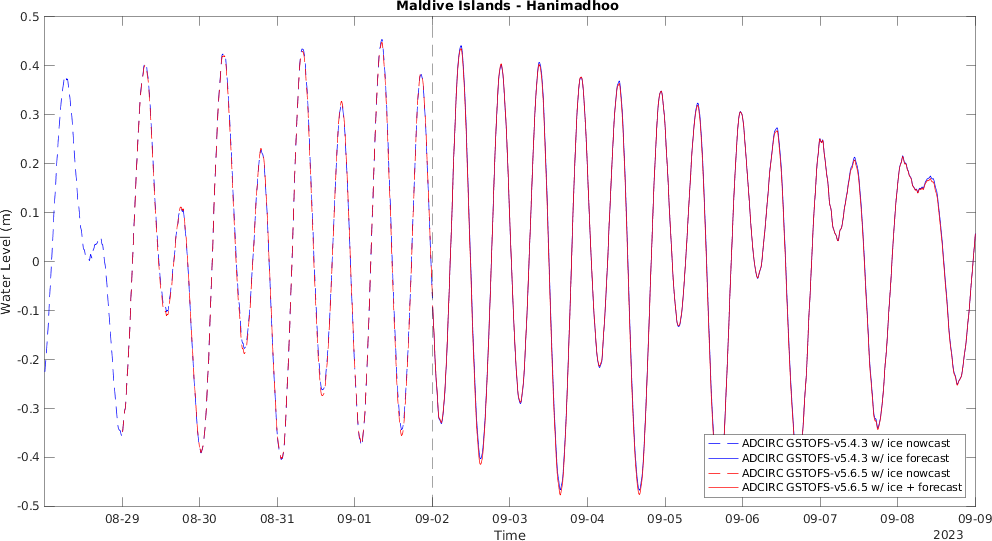 Maldive Islands - Hanimadhoo
0.5
0.4
0.3
0.2
0.1
0
-0.1
-0.2
-0.3
-0.4
-0.5
Water Level (m)
ADCIRC GSTOFS-v5.4.3 w/ ice nowcast
ADCIRC GSTOFS-v5.4.3 w/ ice forecast
ADCIRC GSTOFS-v5.6.5 w/ ice nowcast
ADCIRC GSTOFS-v5.6.5 w/ ice + forecast
08-29 08-30 08-31 09-01 09-02 09-03 09-04 09-05 09-06 09-07 09-08 09-09
Time
2023